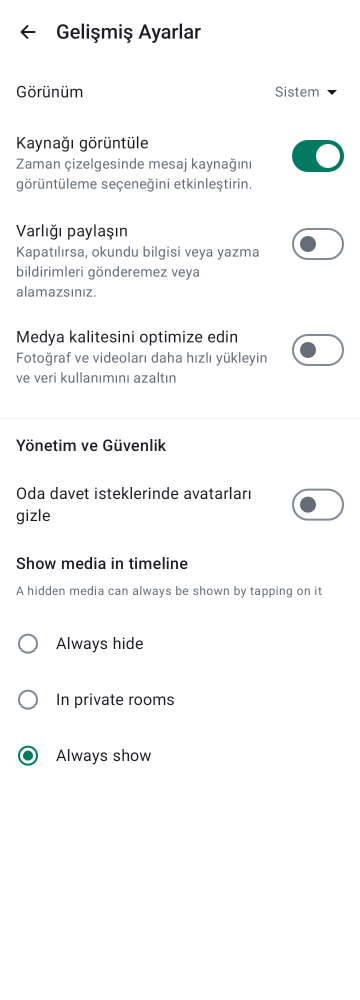 Gelişmiş Ayarlar
Görünüm
Sistem
Kaynağı görüntüle
Zaman çizelgesinde mesaj kaynağını
görüntüleme seçeneğini etkinleştirin.
Varlığı paylaşın
Kapatılırsa, okundu bilgisi veya yazma
bildirimleri gönderemez veya
alamazsınız.
Medya kalitesini optimize edin
Fotoğraf ve videoları daha hızlı yükleyin
ve veri kullanımını azaltın
Yönetim ve Güvenlik
Oda davet isteklerinde avatarları
gizle
Show media in timeline
A hidden media can always be shown by tapping on it
Always hide
In private rooms
Always show